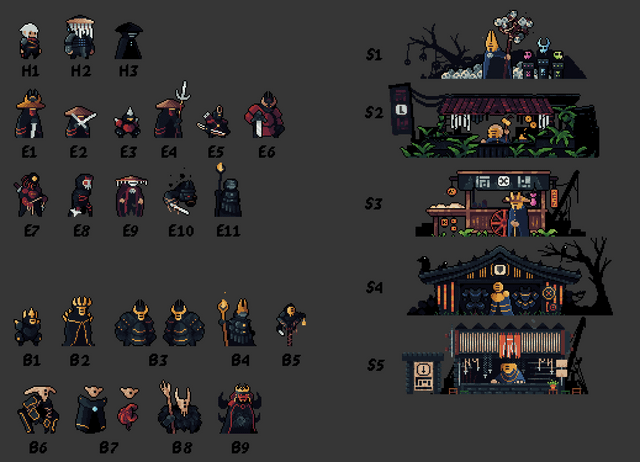 H1 H2 H3
E1 E2 E3 E4 E5 E6
E7 E8 E9 E10 E11
B1 B2 B3 B4 B5
B6 B7 B8 B9
S1
S2
S3
S4
S5